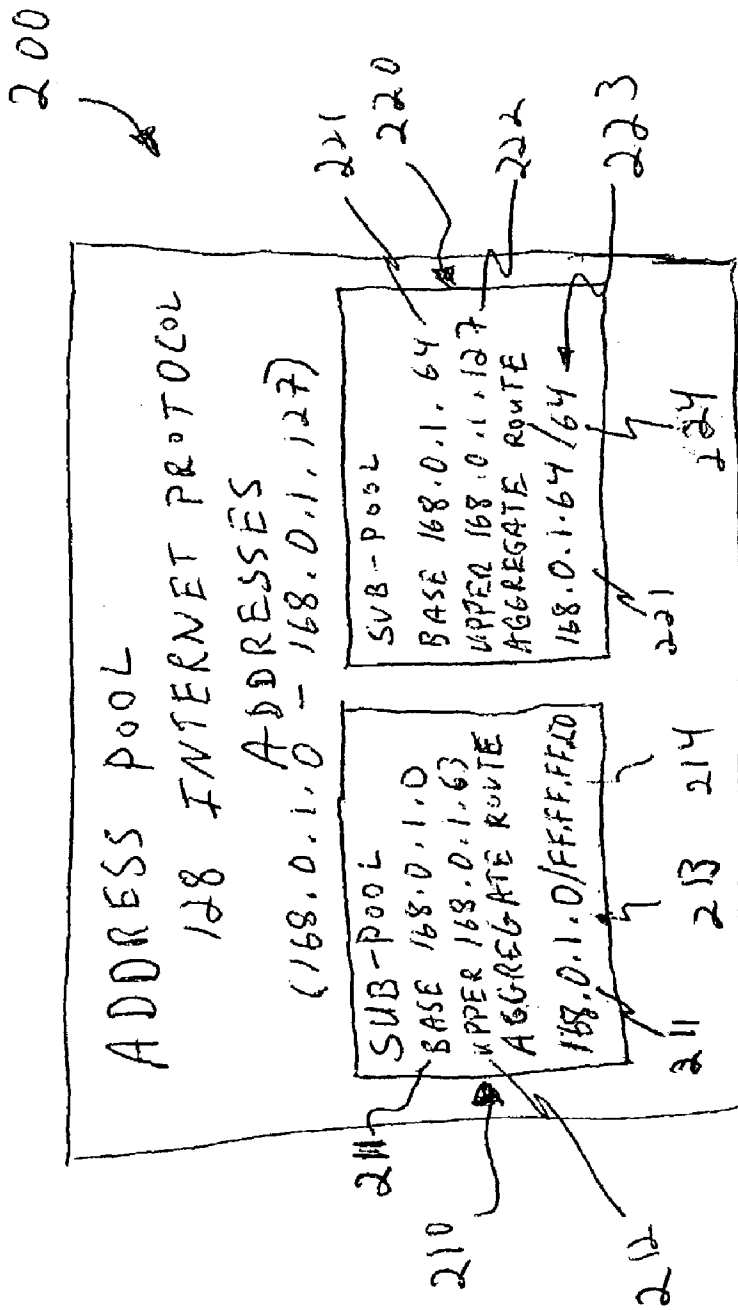 200
ADDRESS POOL
128 INTERNET PROTOCOL
ADDRESSES
(168.0.1.0 - 168.0.1.127)
SUB-POOL
BASE 168.0.1.0
UPPER 168.0.1.63
AGGREGATE ROUTE
168.0.1.0/FF.FF.FF.20
211
210
212
211
213
214
SUB-POOL
BASE 168.0.1.64
UPPER 168.0.1.127
AGGREGATE ROUTE
168.0.1.64/64
221
220
222
223
221
224